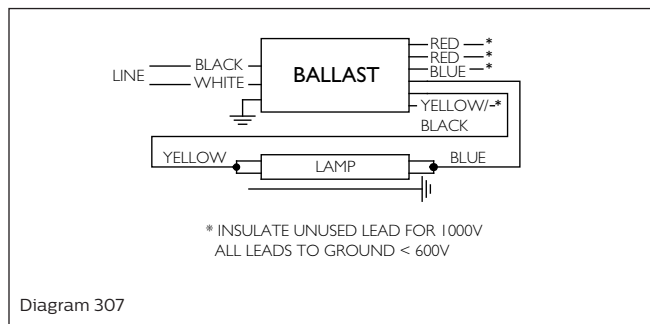 RED *
BLACK RED *
LINE BALLAST BLUE *
WHITE
YELLOW/-*
BLACK
YELLOW LAMP BLUE
* INSULATE UNUSED LEAD FOR 1000V
ALL LEADS TO GROUND < 600V
Diagram 307